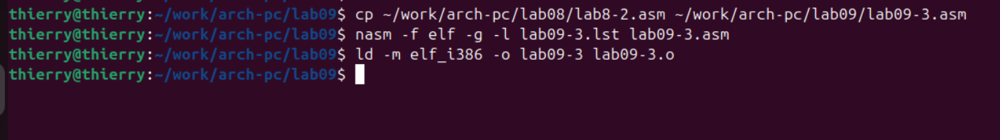 thierry@thierry:~/work/arch-pc/lab09$ cp ~/work/arch-pc/lab08/lab8-2.asm ~/work/arch-pc/lab09/lab09-3.asm
thierry@thierry:~/work/arch-pc/lab09$ nasm -f elf -g -l lab09-3.lst lab09-3.asm
thierry@thierry:~/work/arch-pc/lab09$ ld -m elf_i386 -o lab09-3 lab09-3.o
thierry@thierry:~/work/arch-pc/lab09$